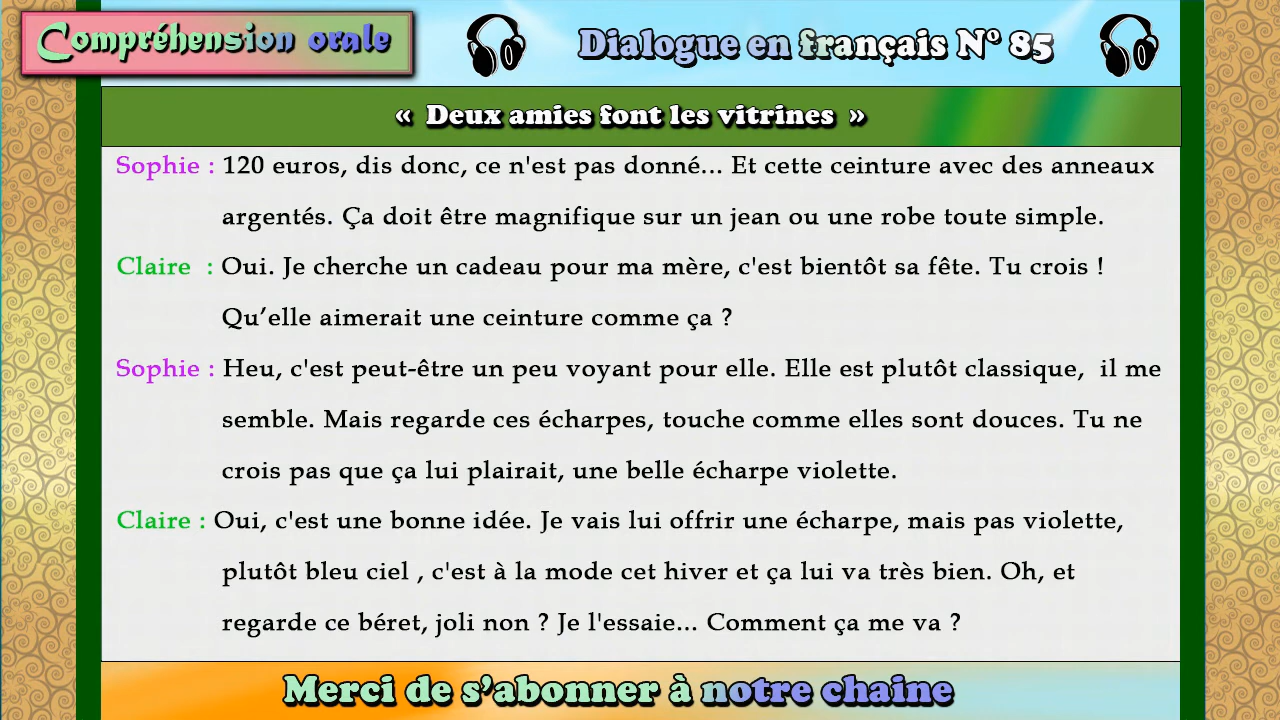 Compréhension orale
Dialogue en français N° 85
« Deux amies font les vitrines »
Sophie : 120 euros, dis donc, ce n'est pas donné... Et cette ceinture avec des anneaux
argentés. Ça doit être magnifique sur un jean ou une robe toute simple.
Claire : Oui. Je cherche un cadeau pour ma mère, c'est bientôt sa fête. Tu crois !
Qu’elle aimerait une ceinture comme ça ?
Sophie : Heu, c'est peut-être un peu voyant pour elle. Elle est plutôt classique, il me
semble. Mais regarde ces écharpes, touche comme elles sont douces. Tu ne
crois pas que ça lui plairait, une belle écharpe violette.
Claire : Oui, c'est une bonne idée. Je vais lui offrir une écharpe, mais pas violette,
plutôt bleu ciel , c'est à la mode cet hiver et ça lui va très bien. Oh, et
regarde ce béret, joli non ? Je l'essaie... Comment ça me va ?
Merci de s’abonner à notre chaine